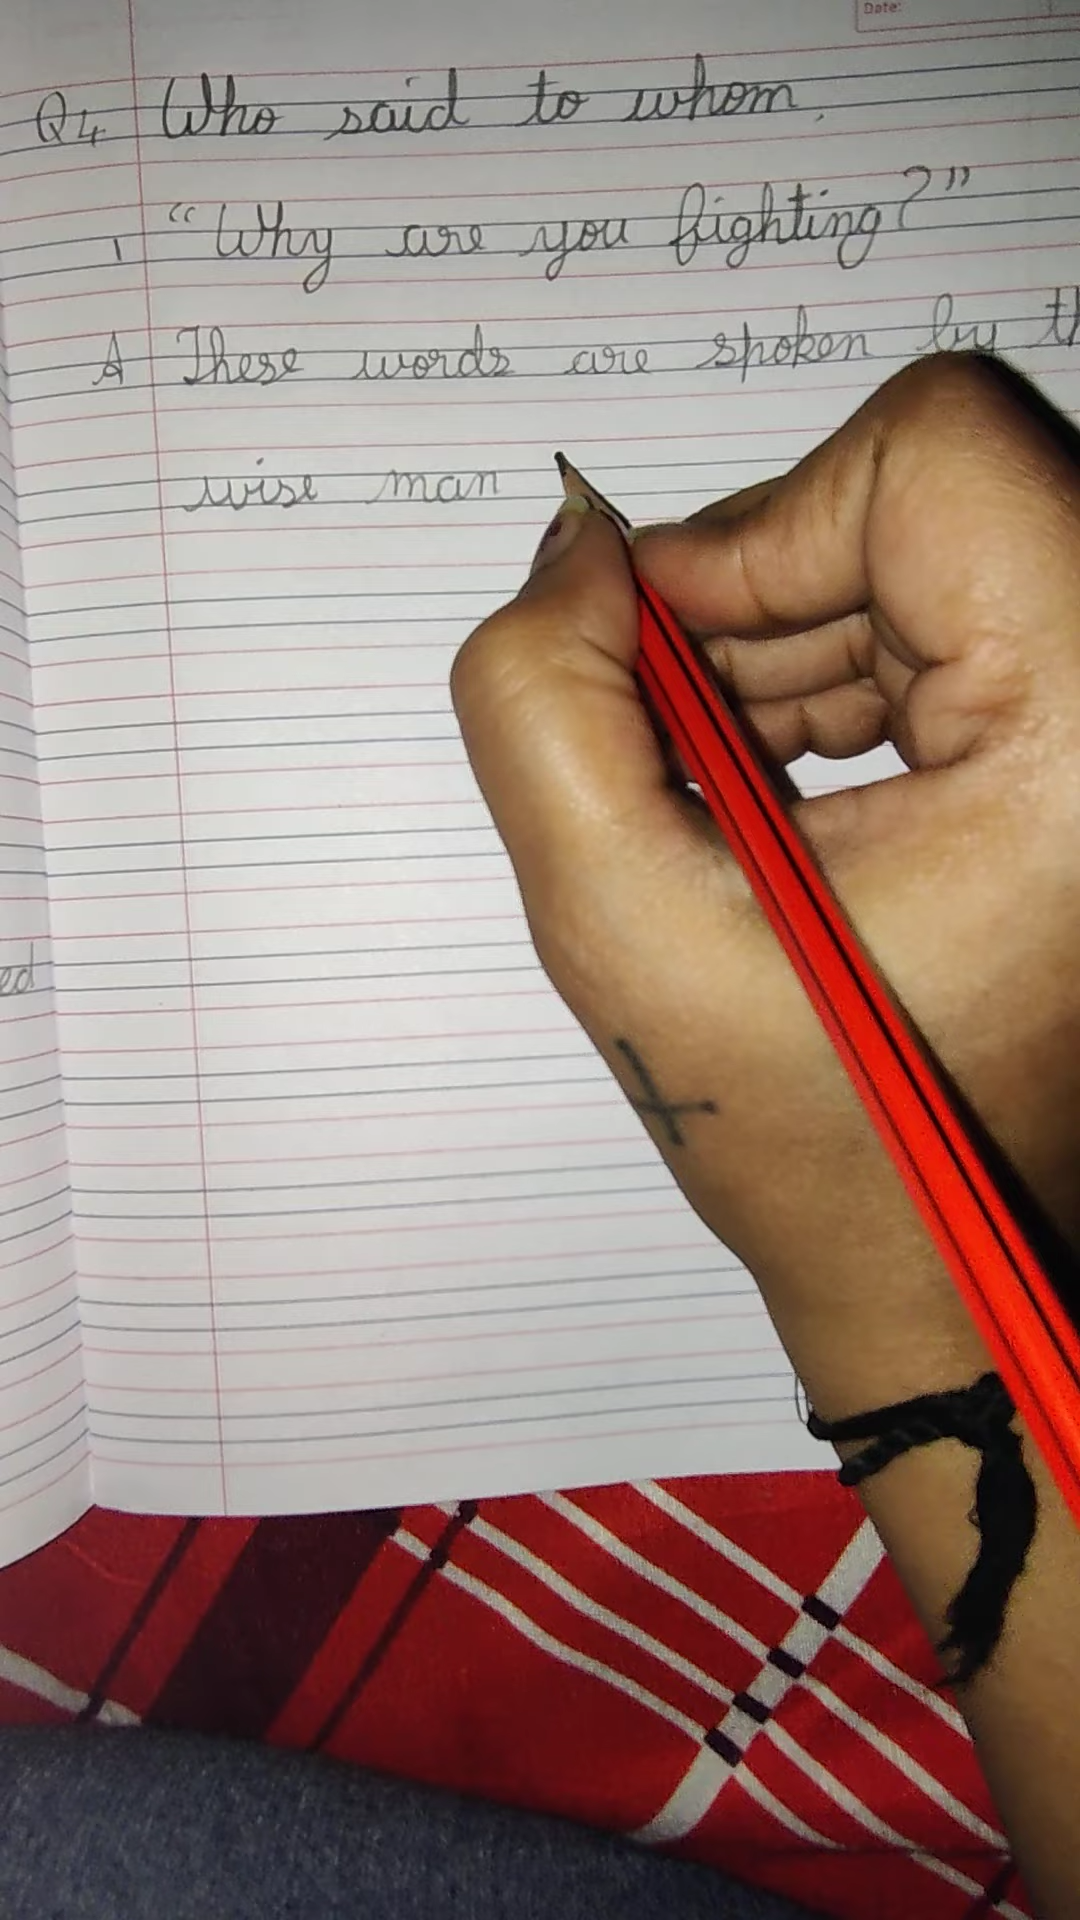 Date:
Q4 Who said to whom.
1 "Why are you fighting?"
A These words are spoken by th
wise man
ed